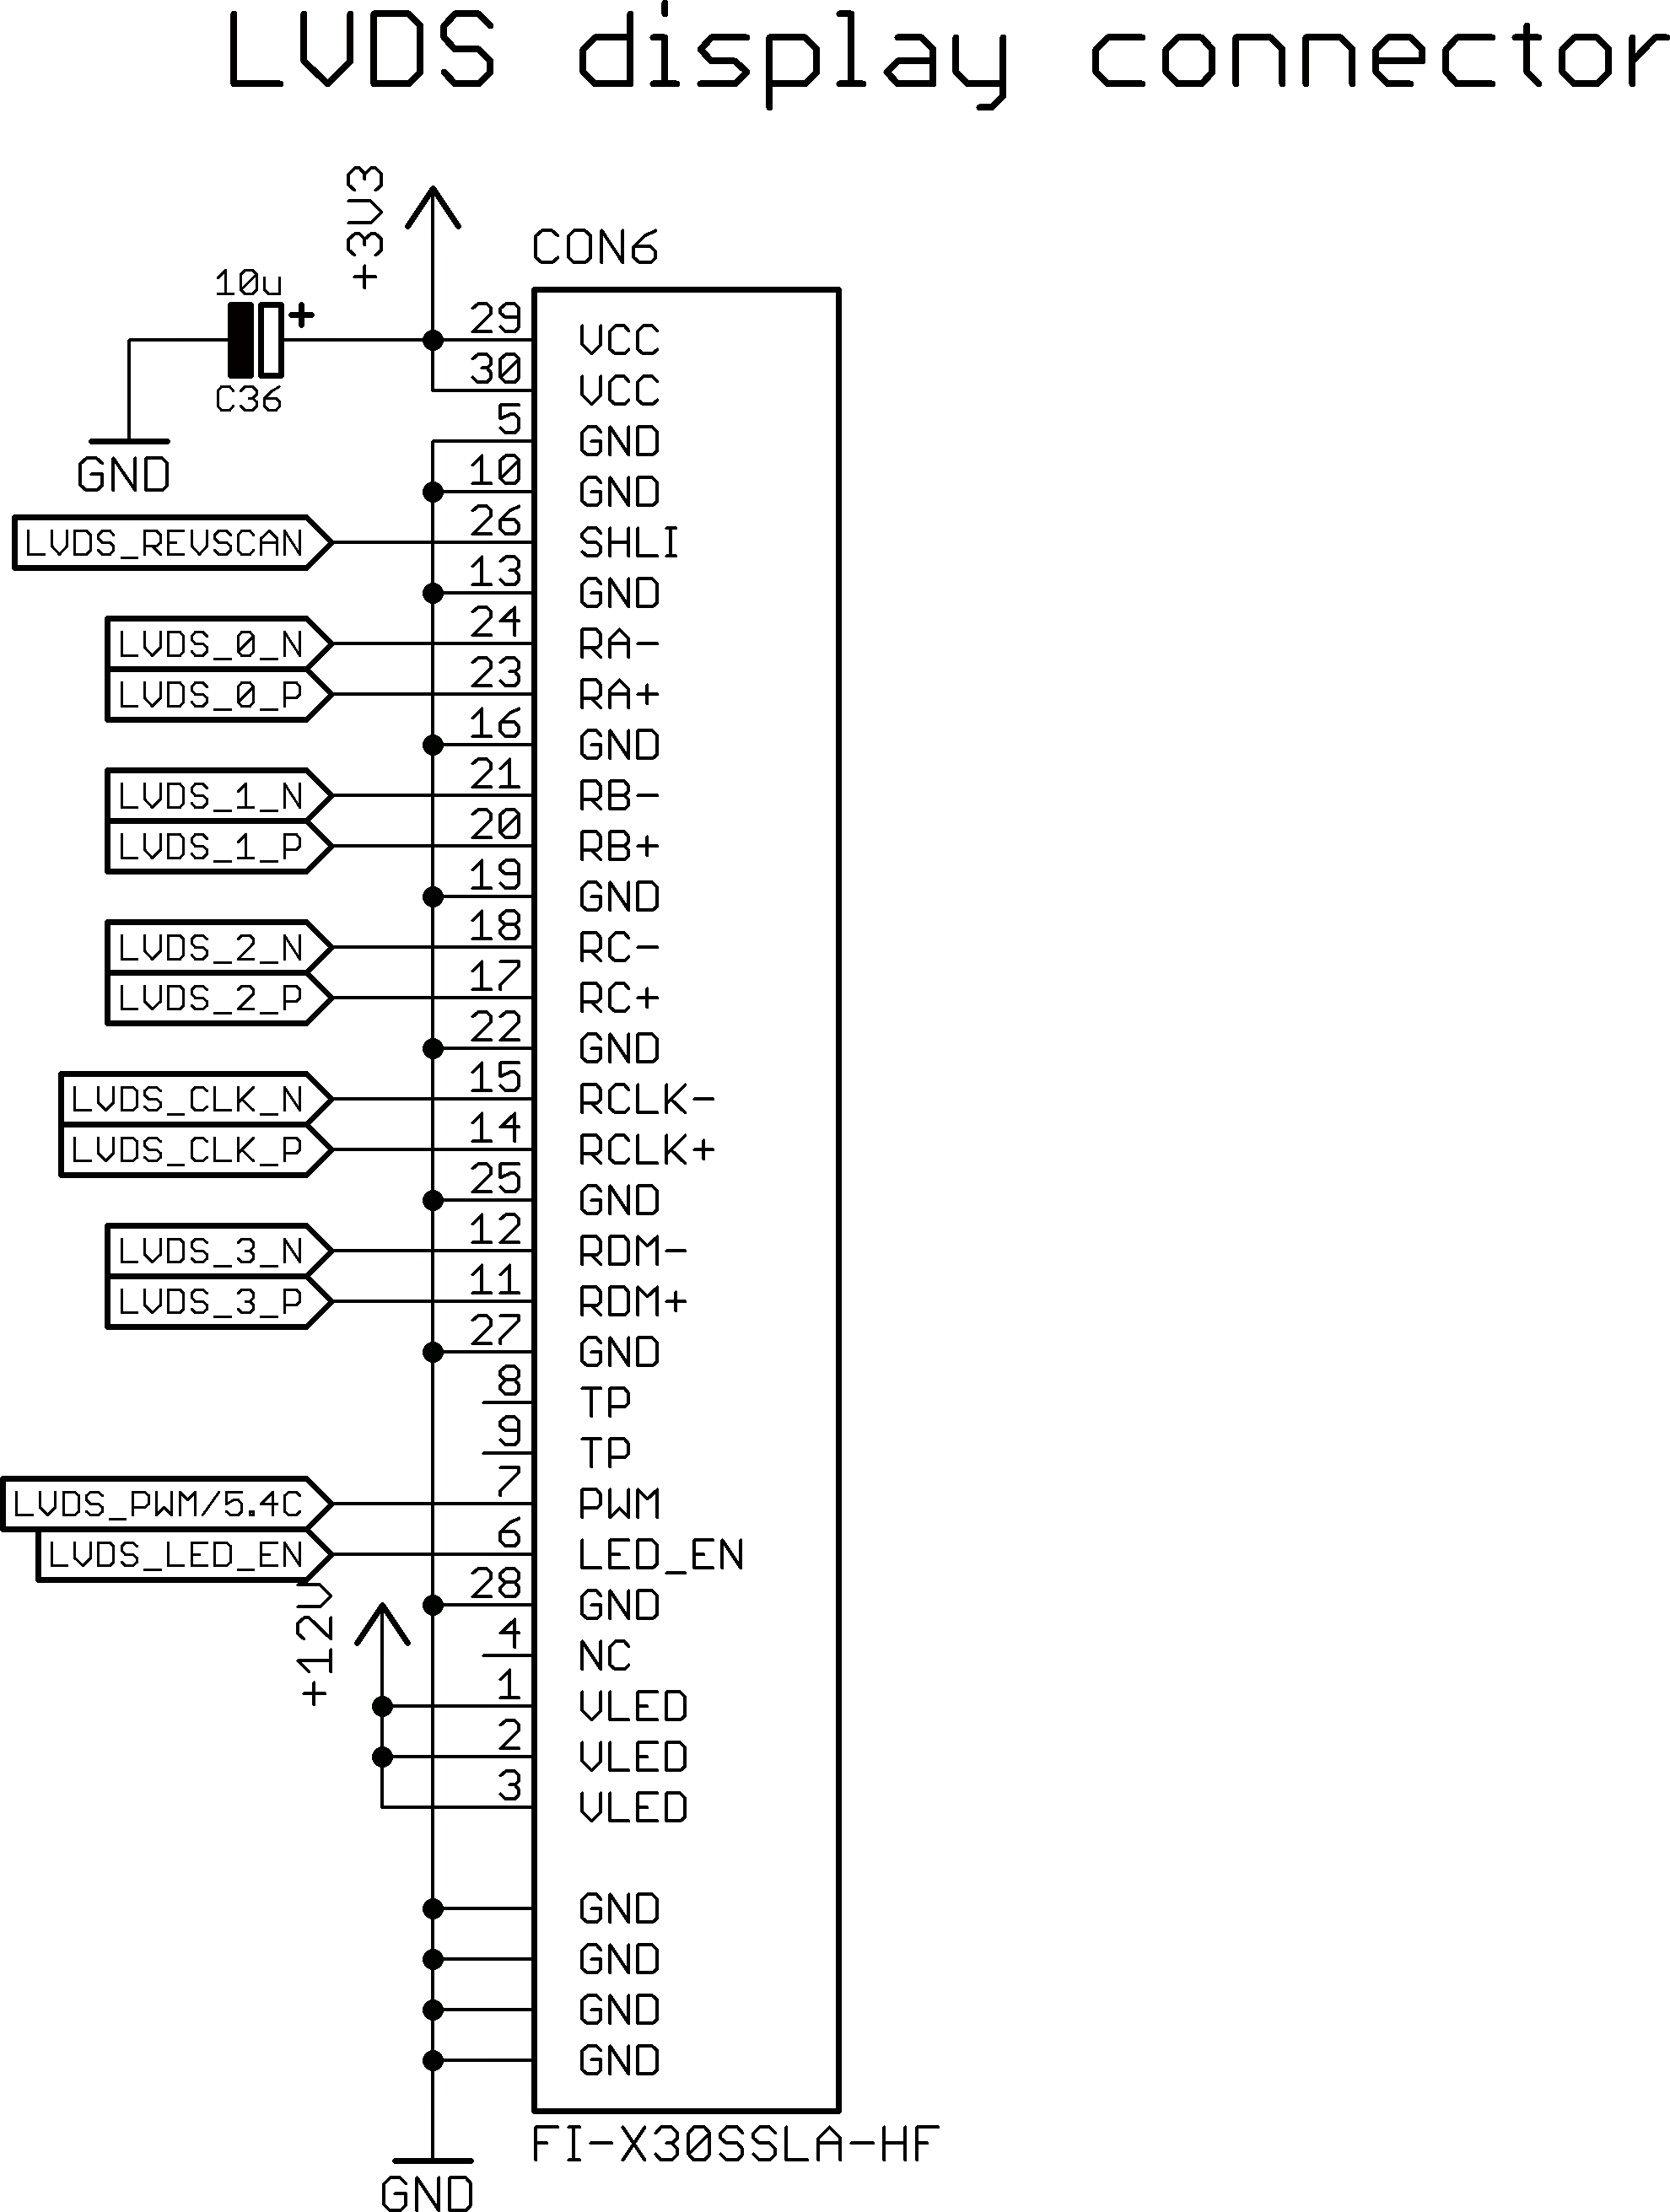 LVDS display connector
+3V3
CON6
10u
C36
GND
29 VCC
30 VCC
5 GND
10 GND
LVDS_REVSCAN 26 SHLI
13 GND
LVDS_0_N 24 RA-
LVDS_0_P 23 RA+
16 GND
LVDS_1_N 21 RB-
LVDS_1_P 20 RB+
19 GND
LVDS_2_N 18 RC-
LVDS_2_P 17 RC+
22 GND
LVDS_CLK_N 15 RCLK-
LVDS_CLK_P 14 RCLK+
25 GND
LVDS_3_N 12 RDM-
LVDS_3_P 11 RDM+
27 GND
8 TP
9 TP
LVDS_PWM/5.4C 7 PWM
LVDS_LED_EN 6 LED_EN
28 GND
+12V
4 NC
1 VLED
2 VLED
3 VLED
GND
GND
GND
GND
FI-X30SSLA-HF
GND